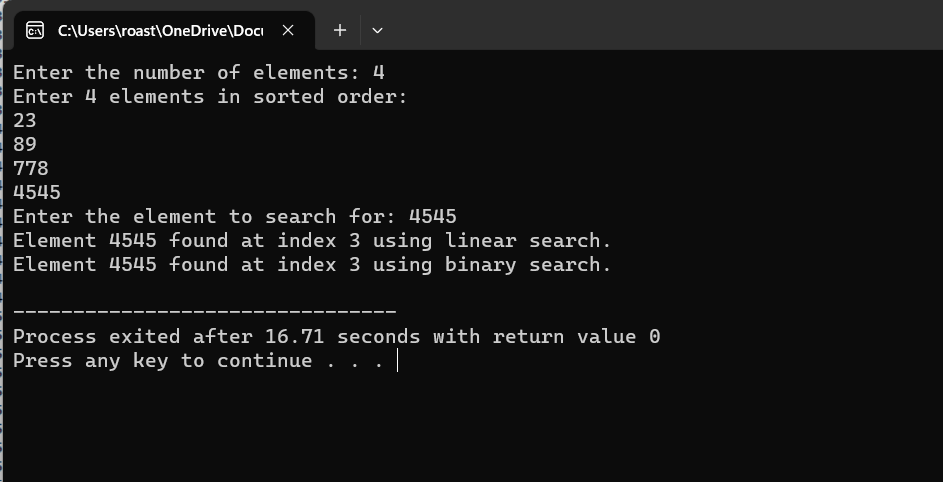 C:\Users\roast\OneDrive\Docu
Enter the number of elements: 4
Enter 4 elements in sorted order:
23
89
778
4545
Enter the element to search for: 4545
Element 4545 found at index 3 using linear search.
Element 4545 found at index 3 using binary search.
--------------------------------
Process exited after 16.71 seconds with return value 0
Press any key to continue . . .